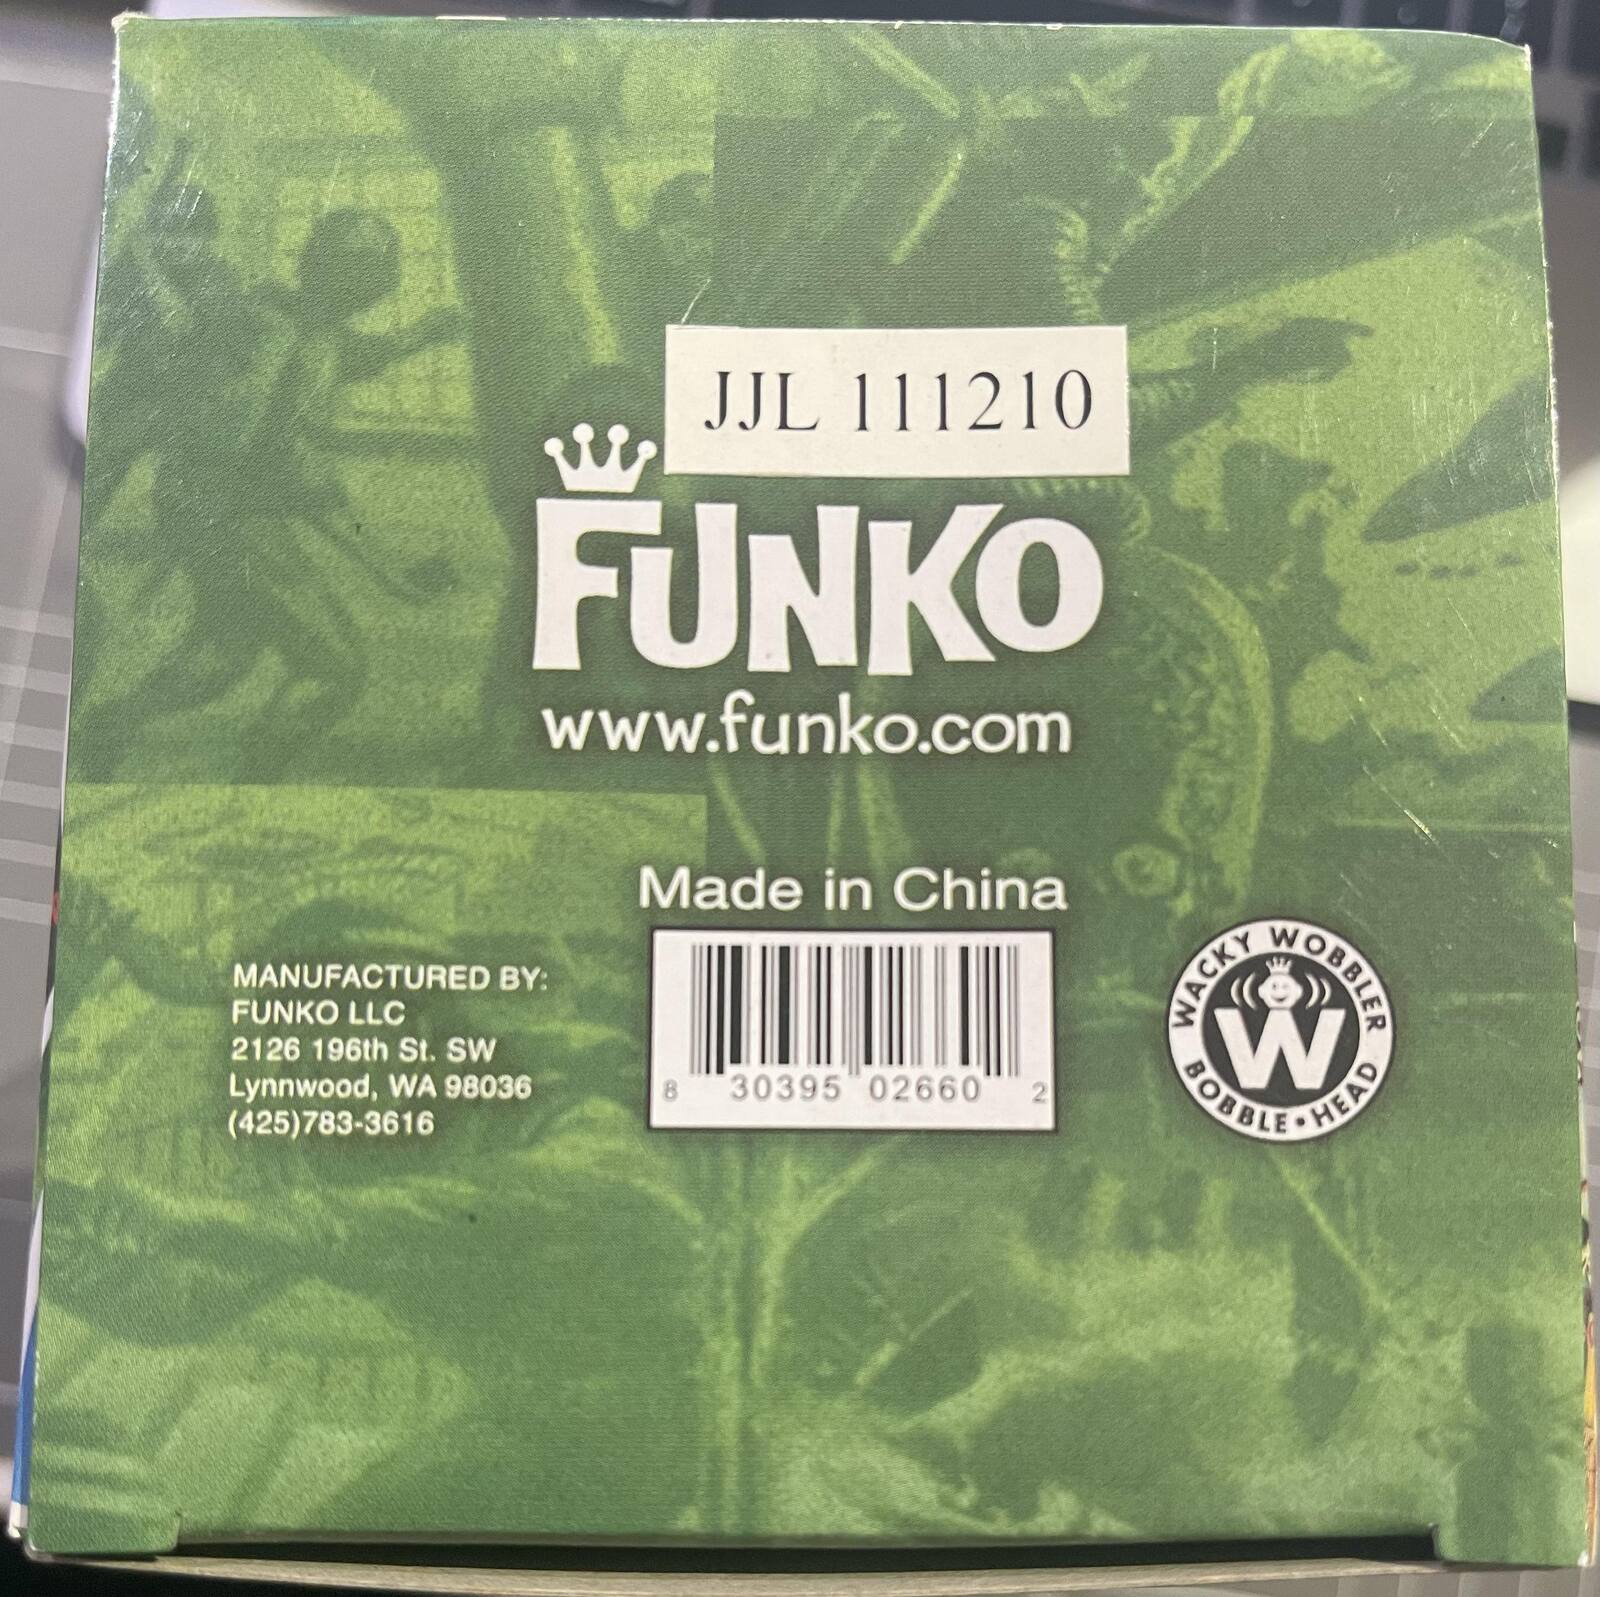 JJL 111210
FUNKO
www.funko.com
Made in China
MANUFACTURED BY:
FUNKO LLC
2126 196th St. SW
Lynnwood, WA 98036
(425)783-3616
8 30395 02660 2
WACKY WOBBLER
W
BOBBLE•HEAD